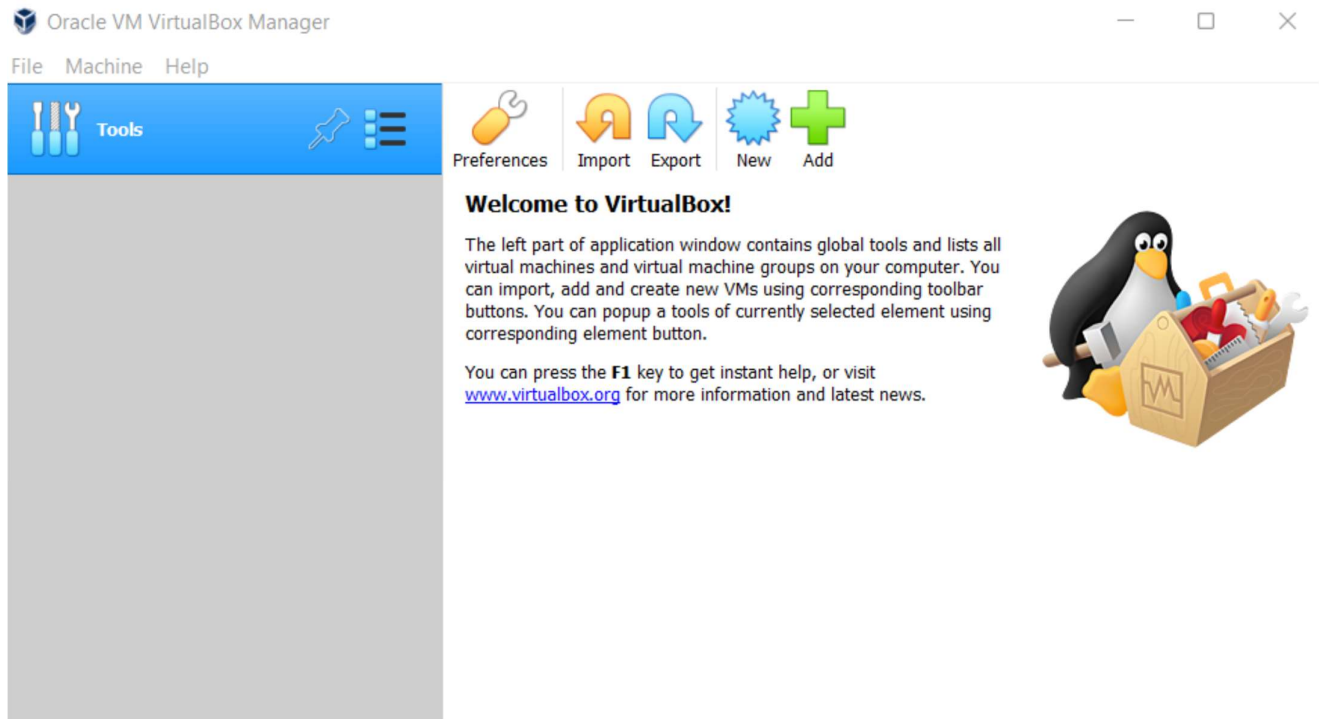 Oracle VM VirtualBox Manager
File Machine Help
Tools
Preferences Import Export New Add
Welcome to VirtualBox!
The left part of application window contains global tools and lists all
virtual machines and virtual machine groups on your computer. You
can import, add and create new VMs using corresponding toolbar
buttons. You can popup a tools of currently selected element using
corresponding element button.
You can press the F1 key to get instant help, or visit
www.virtualbox.org for more information and latest news.